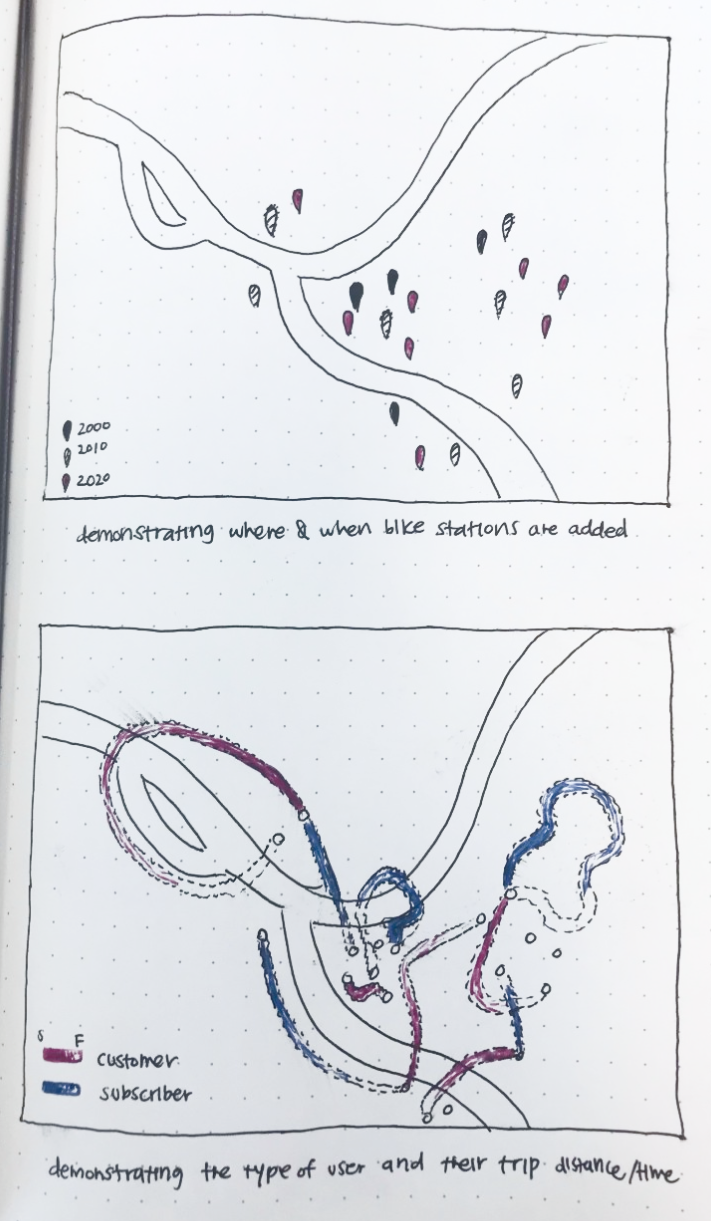 2000
2010
2020
demonstrating where & when bike stations are added
S F
customer
subscriber
demonstrating the type of user and their trip distance/time